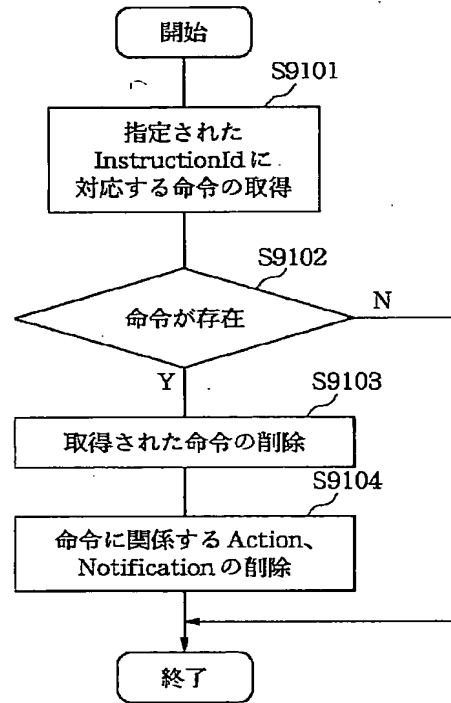 開始
S9101
指定された
InstructionIdに
対応する命令の取得
S9102
命令が存在
N
Y
S9103
取得された命令の削除
S9104
命令に関係するAction、
Notificationの削除
終了